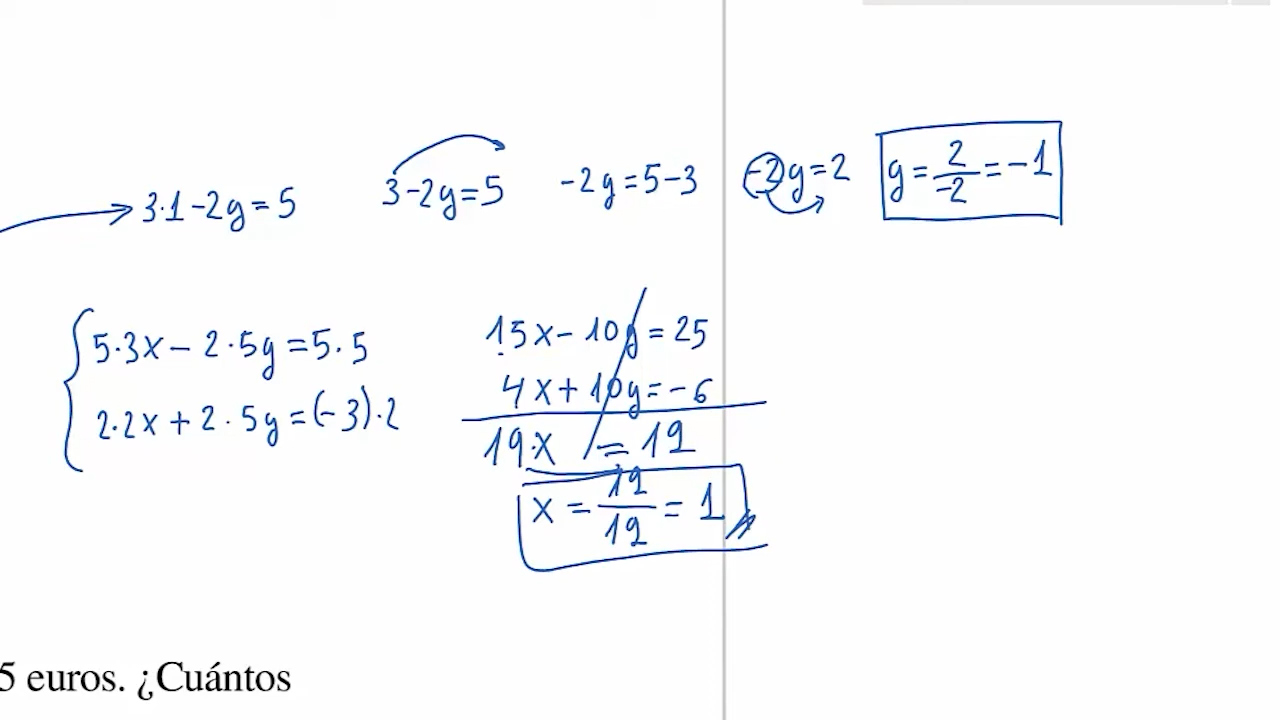 3·1-2y=5   3-2y=5   -2y=5-3   -2y=2   y=2/-2=-1
5·3x-2·5y=5·5   15x-10y=25
2·2x+2·5y=(-3)·2   4x+10y=-6
19·x =19
x=19/19=1
5 euros. ¿Cuántos